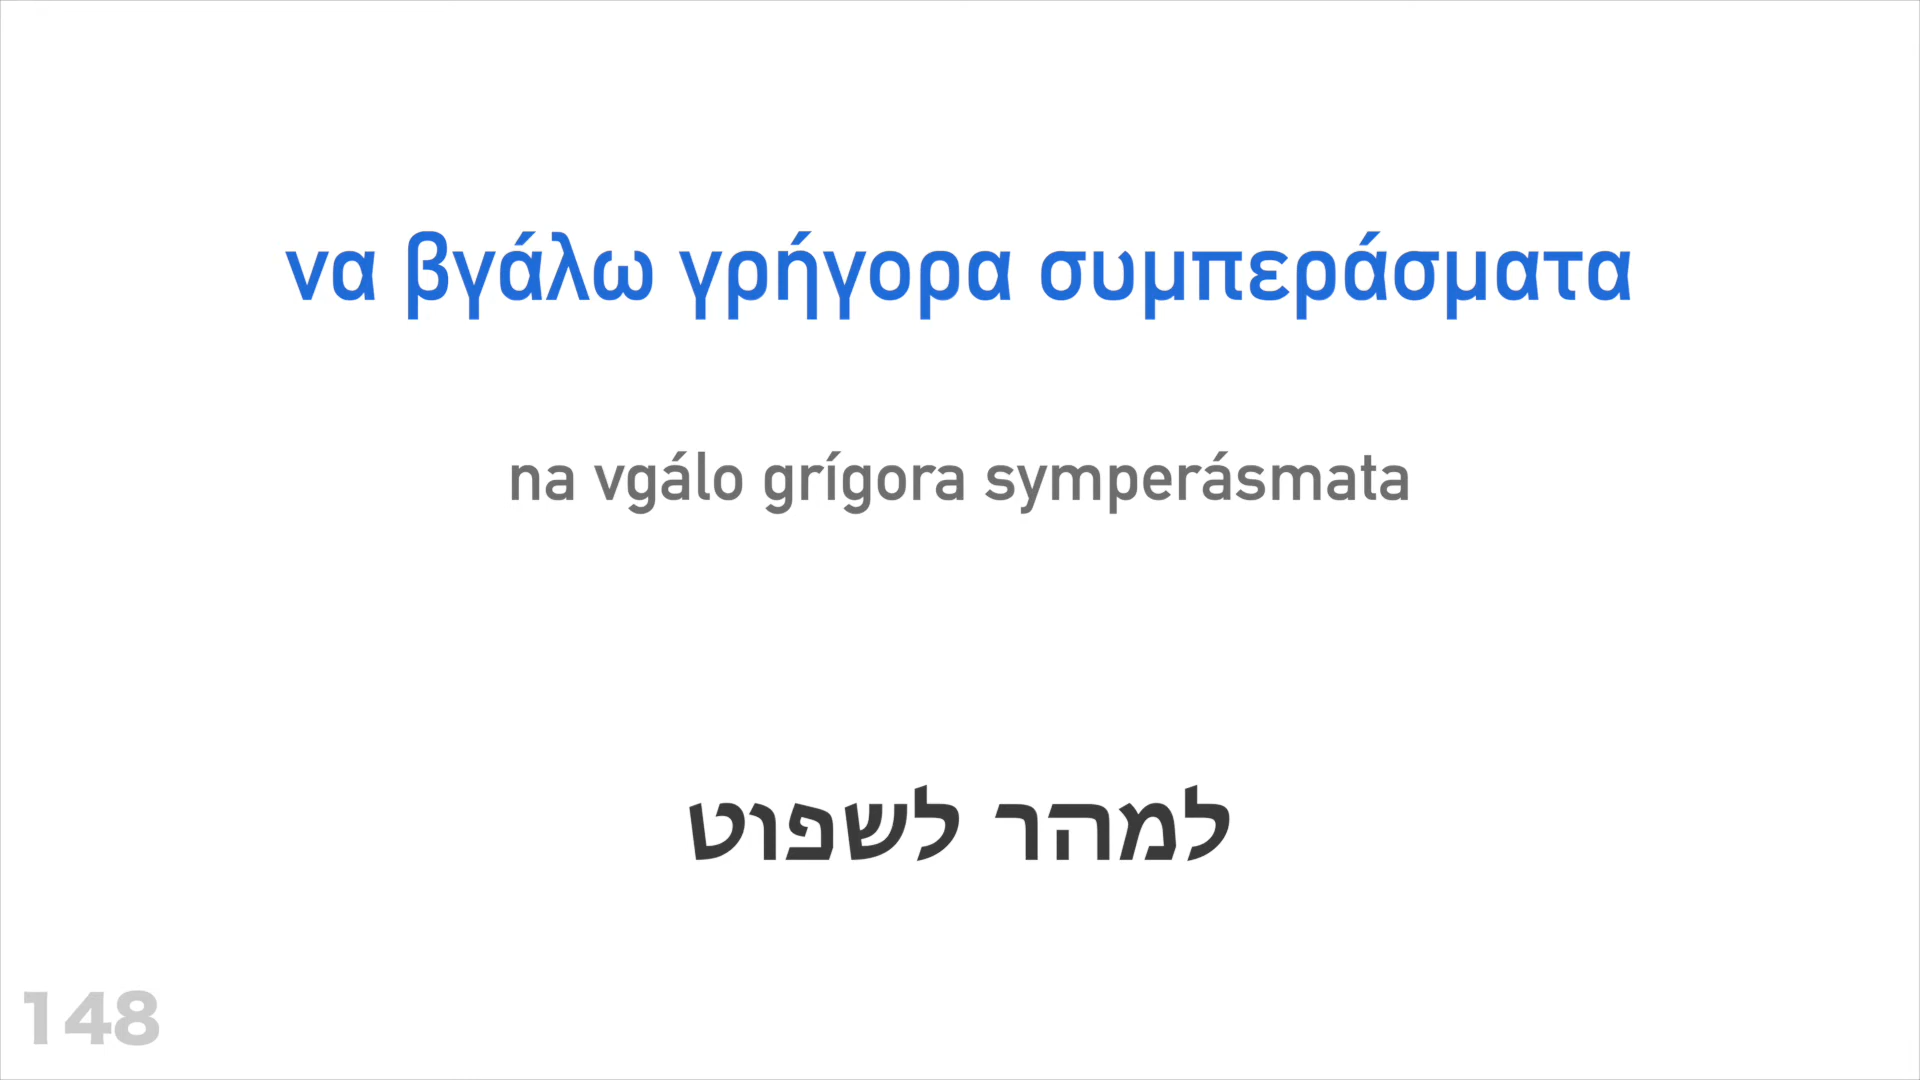 να βγάλω γρήγορα συμπεράσματα
na vgálo grígora symperásmata
למהר לשפוט
148